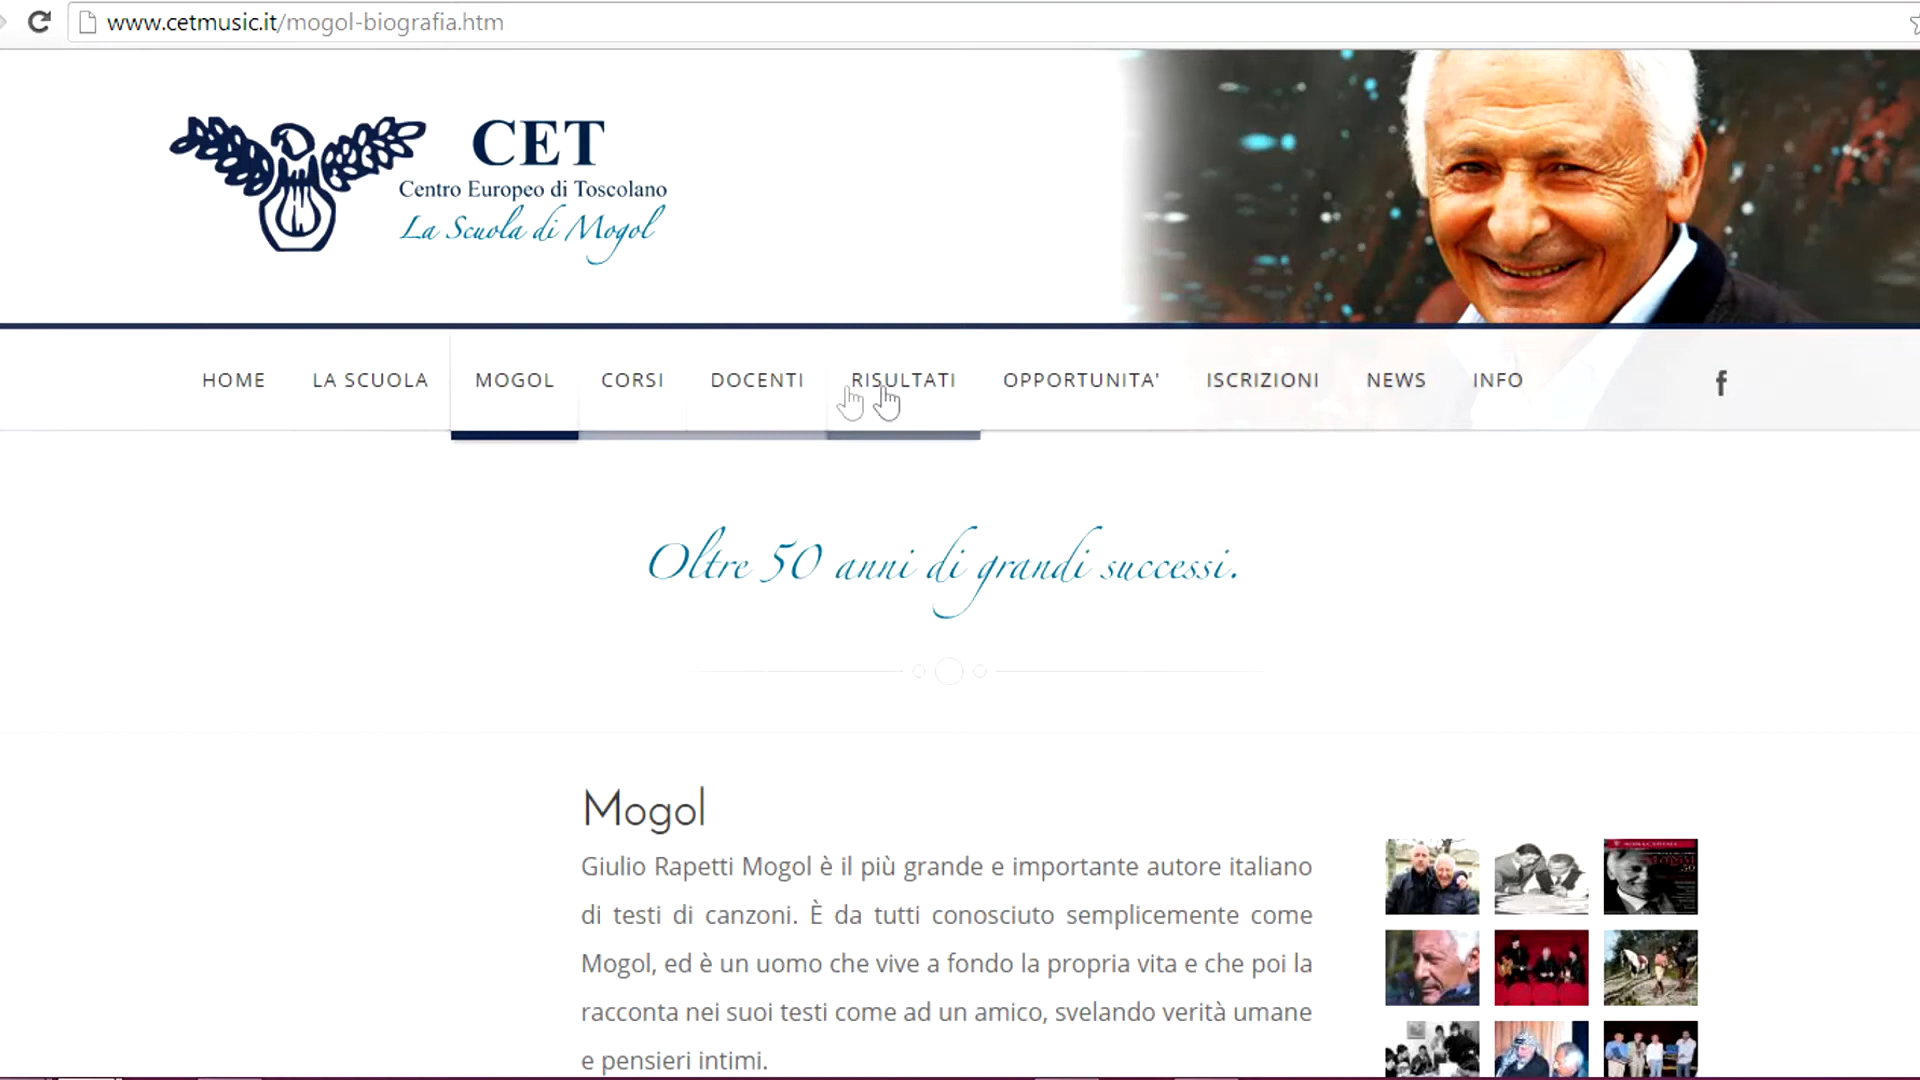 www.cetmusic.it/mogol-biografia.htm
CET
Centro Europeo di Toscolano
La Scuola di Mogol
HOME LA SCUOLA MOGOL CORSI DOCENTI RISULTATI OPPORTUNITA' ISCRIZIONI NEWS INFO f
Oltre 50 anni di grandi successi.
Mogol
Giulio Rapetti Mogol è il più grande e importante autore italiano
di testi di canzoni. È da tutti conosciuto semplicemente come
Mogol, ed è un uomo che vive a fondo la propria vita e che poi la
racconta nei suoi testi come ad un amico, svelando verità umane
e pensieri intimi.